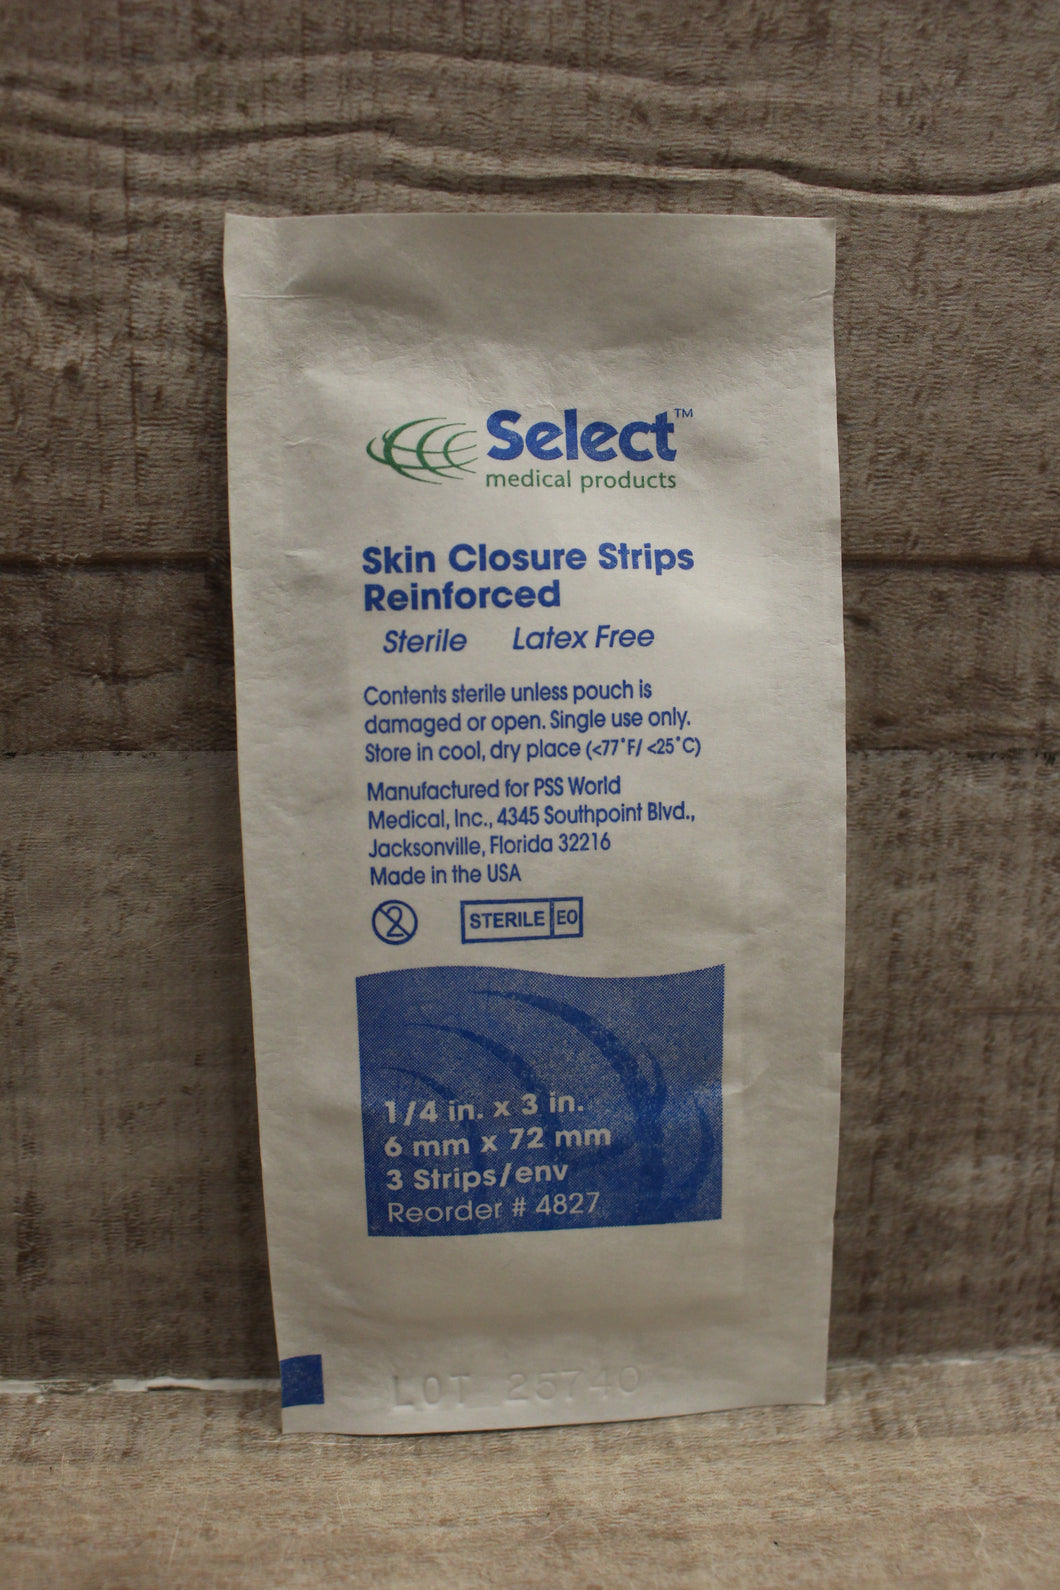 Select™
medical products
Skin Closure Strips
Reinforced
Sterile Latex Free
Contents sterile unless pouch is
damaged or open. Single use only.
Store in cool, dry place (<77°F/ <25°C)
Manufactured for PSS World
Medical, Inc., 4345 Southpoint Blvd.,
Jacksonville, Florida 32216
Made in the USA
2 STERILE EO
1/4 in. x 3 in.
6 mm x 72 mm
3 Strips/env
Reorder # 4827
LOT 25740